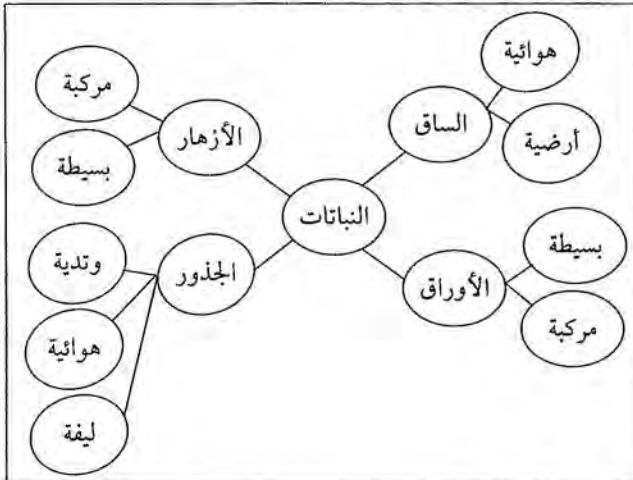 هوائية
الساق
أرضية
مركبة
الأزهار
بسيطة
النباتات
بسيطة
الأوراق
مركبة
وتدية
الجذور
هوائية
ليفة